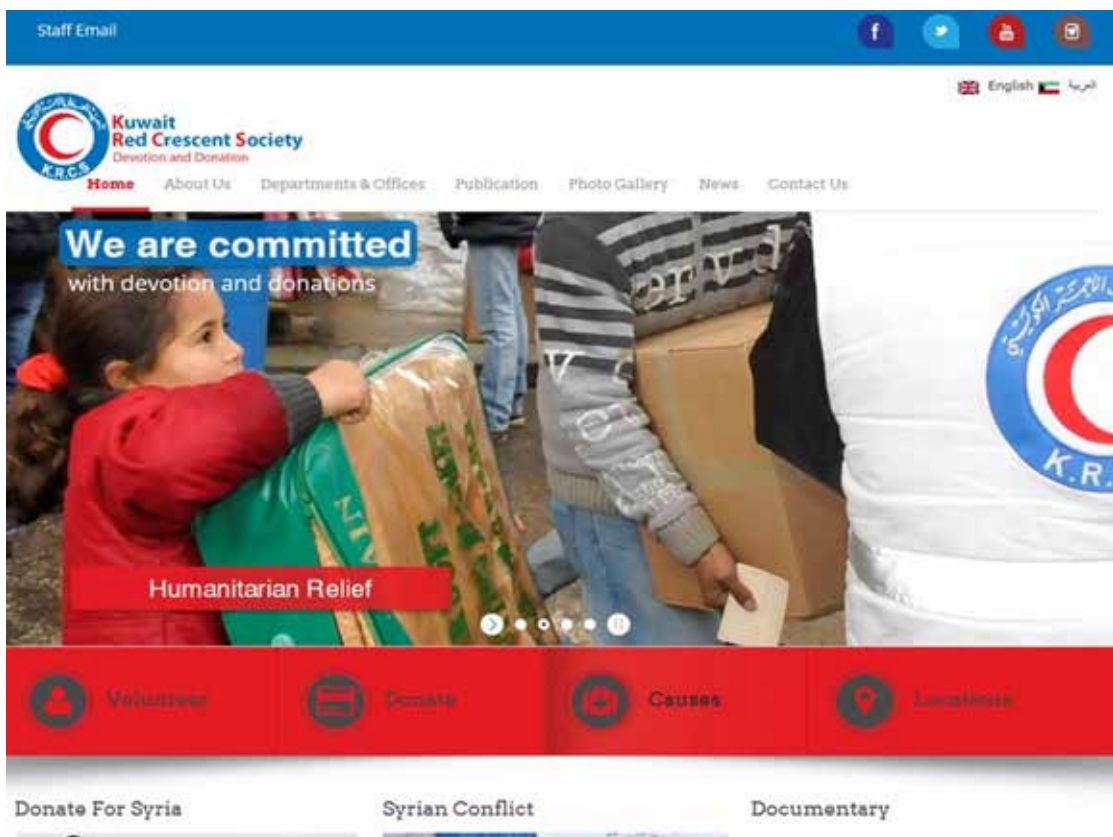 Staff Email
English العربية
Kuwait
Red Crescent Society
Devotion and Donation
K.R.C.S
Home About Us Departments & Offices Publication Photo Gallery News Contact Us
We are committed
with devotion and donations
K.R.
Humanitarian Relief
Volunteer Donate Causes Locations
Donate For Syria Syrian Conflict Documentary